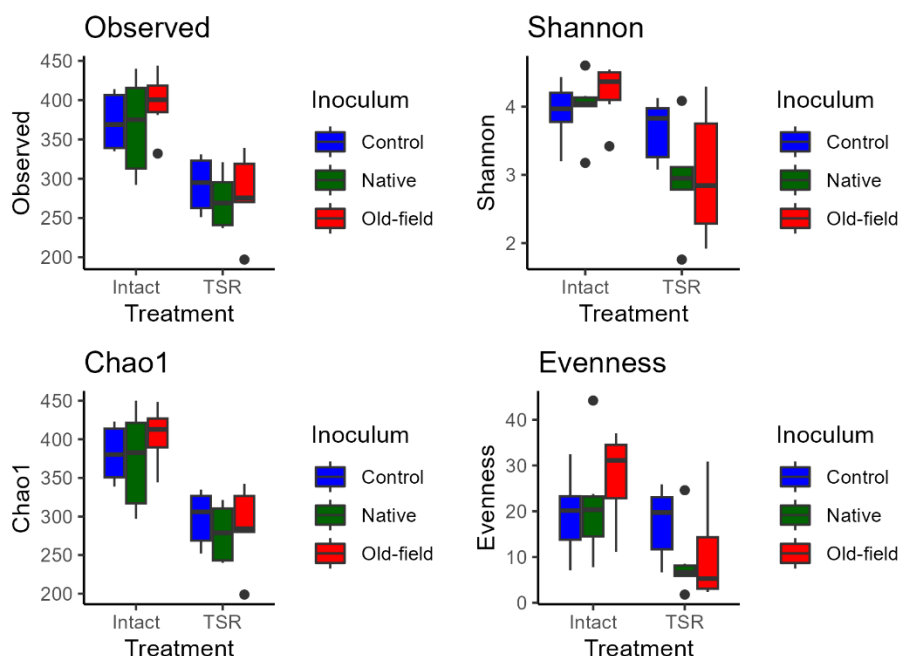 Observed
450
400
350
300
250
200
Observed
Intact
TSR
Treatment
Inoculum
Control
Native
Old-field
Shannon
4
3
2
Shannon
Intact
TSR
Treatment
Inoculum
Control
Native
Old-field
Chao1
450
400
350
300
250
200
Chao1
Intact
TSR
Treatment
Inoculum
Control
Native
Old-field
Evenness
40
30
20
10
0
Evenness
Intact
TSR
Treatment
Inoculum
Control
Native
Old-field